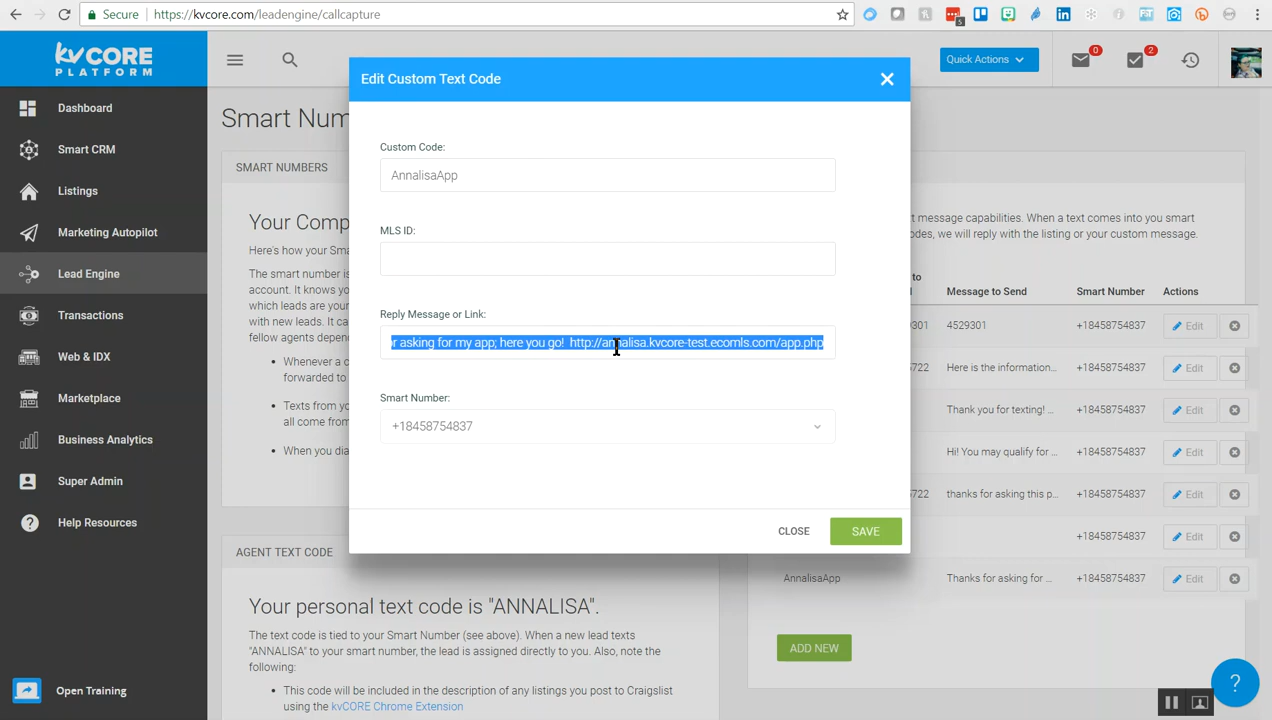 Secure
https://kvcore.com/leadengine/callcapture
5
kvCORE
PLATFORM
Quick Actions
0
2
Dashboard
Smart CRM
Listings
Marketing Autopilot
Lead Engine
Transactions
Web & IDX
Marketplace
Business Analytics
Super Admin
Help Resources
Open Training
Smart Num
SMART NUMBERS
Your Comp
Here's how your Sma
The smart number is
account. It knows yo
which leads are your
with new leads. It ca
fellow agents depen
Whenever a c
forwarded to
Texts from yo
all come from
When you dia
AGENT TEXT CODE
Your personal text code is "ANNALISA".
The text code is tied to your Smart Number (see above). When a new lead texts
"ANNALISA" to your smart number, the lead is assigned directly to you. Also, note the
following:
This code will be included in the description of any listings you post to Craigslist
using the kvCORE Chrome Extension
Edit Custom Text Code
Custom Code:
AnnalisaApp
MLS ID:
Reply Message or Link:
r asking for my app; here you go! http://annalisa.kvcore-test.ecomls.com/app.php
Smart Number:
+18458754837
CLOSE
SAVE
t message capabilities. When a text comes into you smart
odes, we will reply with the listing or your custom message.
to
Message to Send Smart Number Actions
301 4529301 +18458754837 Edit
722 Here is the information... +18458754837 Edit
Thank you for texting! ... +18458754837 Edit
Hi! You may qualify for ... +18458754837 Edit
722 thanks for asking this p... +18458754837 Edit
+18458754837 Edit
AnnalisaApp Thanks for asking for ... +18458754837 Edit
ADD NEW
?